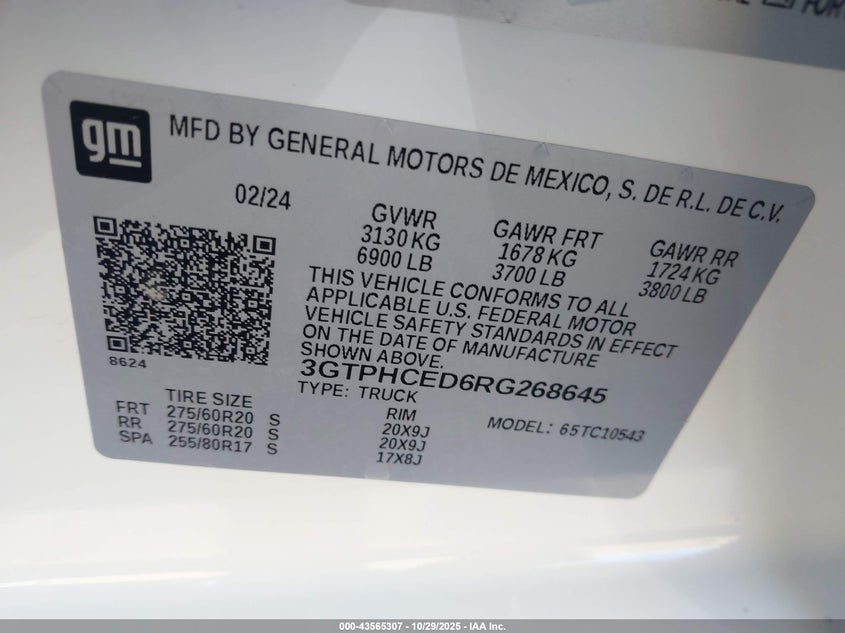 FOR
gm
MFD BY GENERAL MOTORS DE MEXICO, S. DE R.L. DE C.V.
02/24
GVWR
3130 KG
6900 LB
GAWR FRT
1678 KG
3700 LB
GAWR RR
1724 KG
3800 LB
THIS VEHICLE CONFORMS TO ALL
APPLICABLE U.S. FEDERAL MOTOR
VEHICLE SAFETY STANDARDS IN EFFECT
ON THE DATE OF MANUFACTURE
SHOWN ABOVE.
8624
3GTPHCED6RG268645
TYPE: TRUCK
MODEL: 65TC10543
TIRE SIZE RIM
FRT 275/60R20 S 20X9J
RR 275/60R20 S 20X9J
SPA 255/80R17 S 17X8J
000-43565307 - 10/29/2025 - IAA Inc.